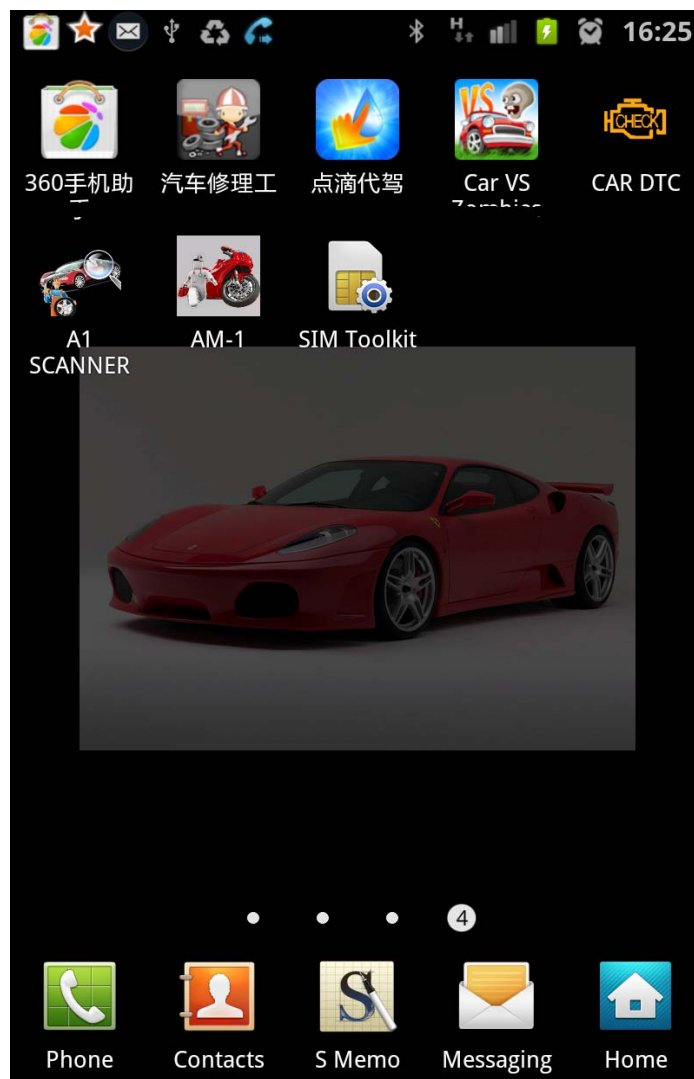 H
16:25
VS
CHECK
360手机助
汽车修理工
点滴代驾
Car VS
CAR DTC
A1
SCANNER
AM-1
SIM Toolkit
4
S
Phone
Contacts
S Memo
Messaging
Home